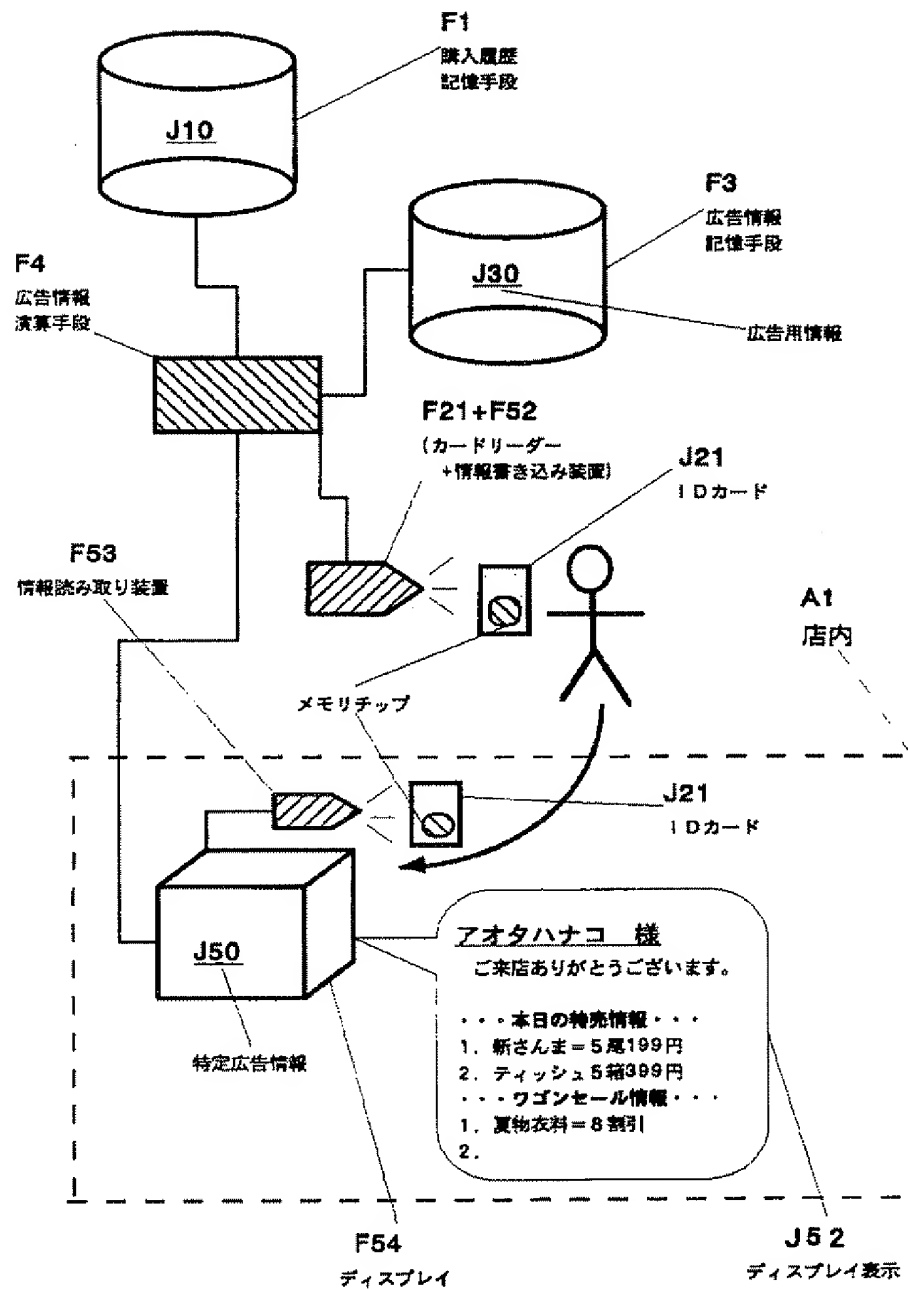 F1
購入履歴
記憶手段
J10
F3
広告情報
記憶手段
J30
広告用情報
F4
広告情報
演算手段
F21+F52
(カードリーダー
+情報書き込み装置)
J21
IDカード
F53
情報読み取り装置
A1
店内
メモリチップ
J21
IDカード
J50
特定広告情報
アオタハナコ 様
ご来店ありがとうございます。
・・・本日の特売情報・・・
1. 新さんま=5尾199円
2. ティッシュ5箱399円
・・・ワゴンセール情報・・・
1. 夏物衣料=8割引
2.
F54
ディスプレイ
J52
ディスプレイ表示